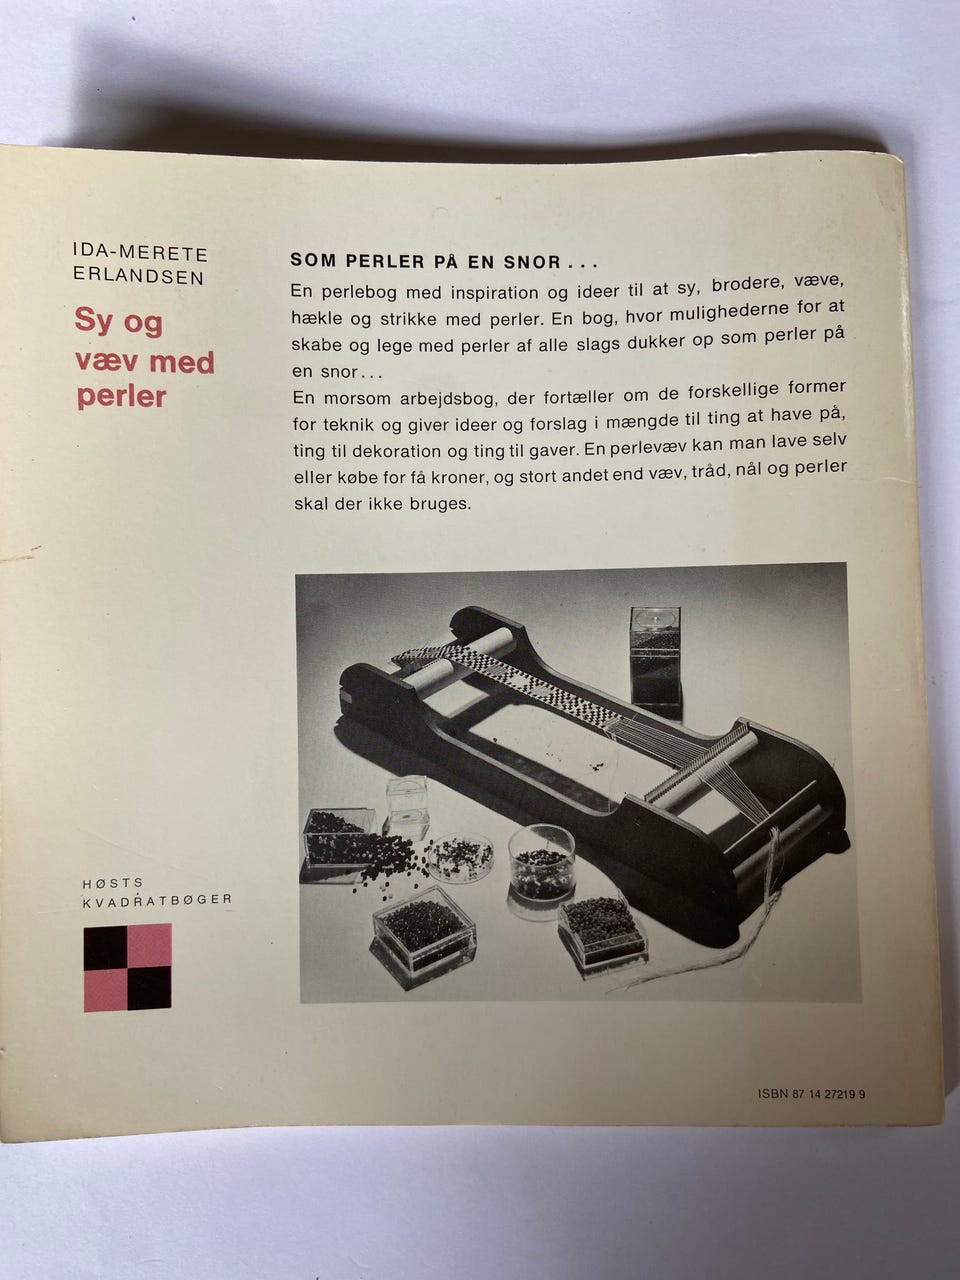 IDA-MERETE
ERLANDSEN
Sy og
væv med
perler
SOM PERLER PÅ EN SNOR...
En perlebog med inspiration og ideer til at sy, brodere, væve,
hækle og strikke med perler. En bog, hvor mulighederne for at
skabe og lege med perler af alle slags dukker op som perler på
en snor...
En morsom arbejdsbog, der fortæller om de forskellige former
for teknik og giver ideer og forslag i mængde til ting at have på,
ting til dekoration og ting til gaver. En perlevæv kan man lave selv
eller købe for få kroner, og stort andet end væv, tråd, nål og perler
skal der ikke bruges.
HØSTS
KVADRATBØGER
ISBN 87 14 27219 9